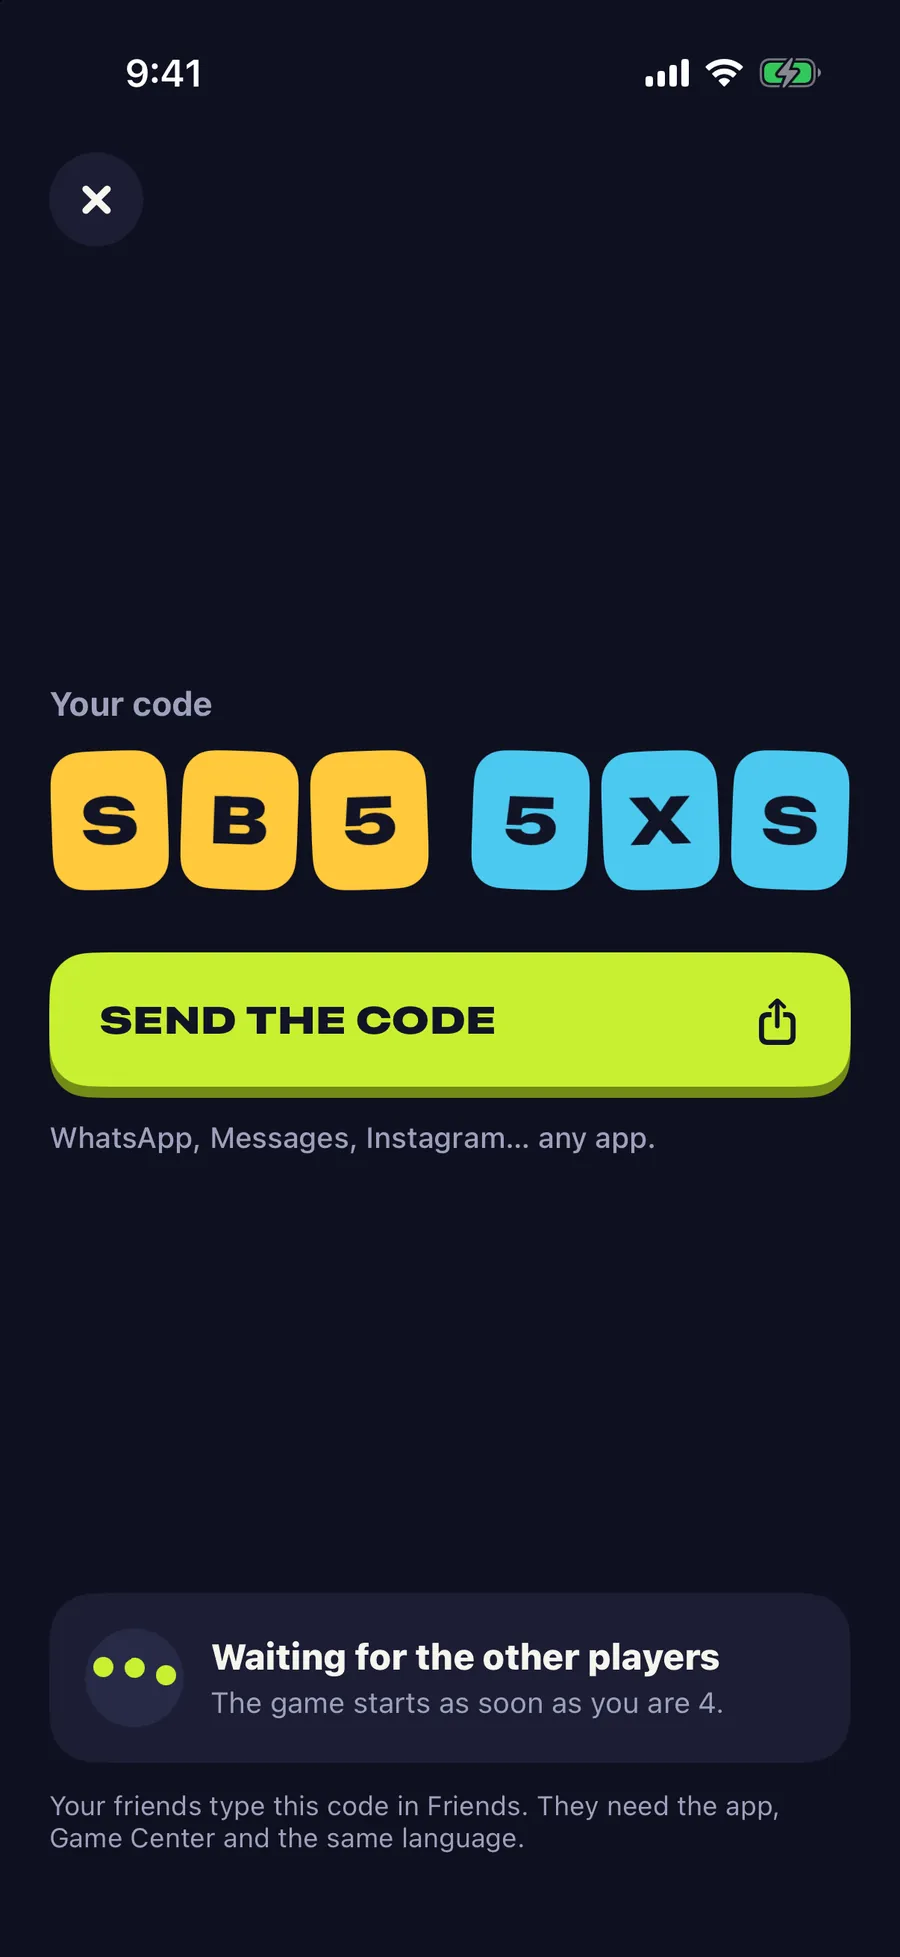 9:41
Your code
SB5 5XS
SEND THE CODE
WhatsApp, Messages, Instagram... any app.
Waiting for the other players
The game starts as soon as you are 4.
Your friends type this code in Friends. They need the app,
Game Center and the same language.